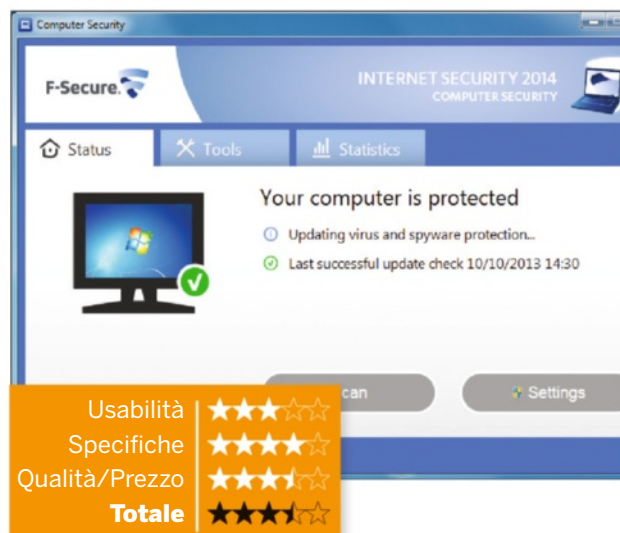 Computer Security
F-Secure.
INTERNET SECURITY 2014
COMPUTER SECURITY
Status
Tools
Statistics
Your computer is protected
Updating virus and spyware protection...
Last successful update check 10/10/2013 14:30
can
Settings
Usabilità
Specifiche
Qualità/Prezzo
Totale